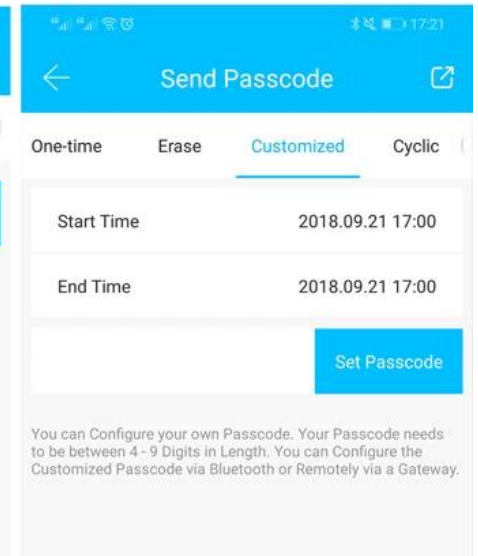 17:21
Send Passcode
One-time Erase Customized Cyclic
Start Time 2018.09.21 17:00
End Time 2018.09.21 17:00
Set Passcode
You can Configure your own Passcode. Your Passcode needs
to be between 4 - 9 Digits in Length. You can Configure the
Customized Passcode via Bluetooth or Remotely via a Gateway.